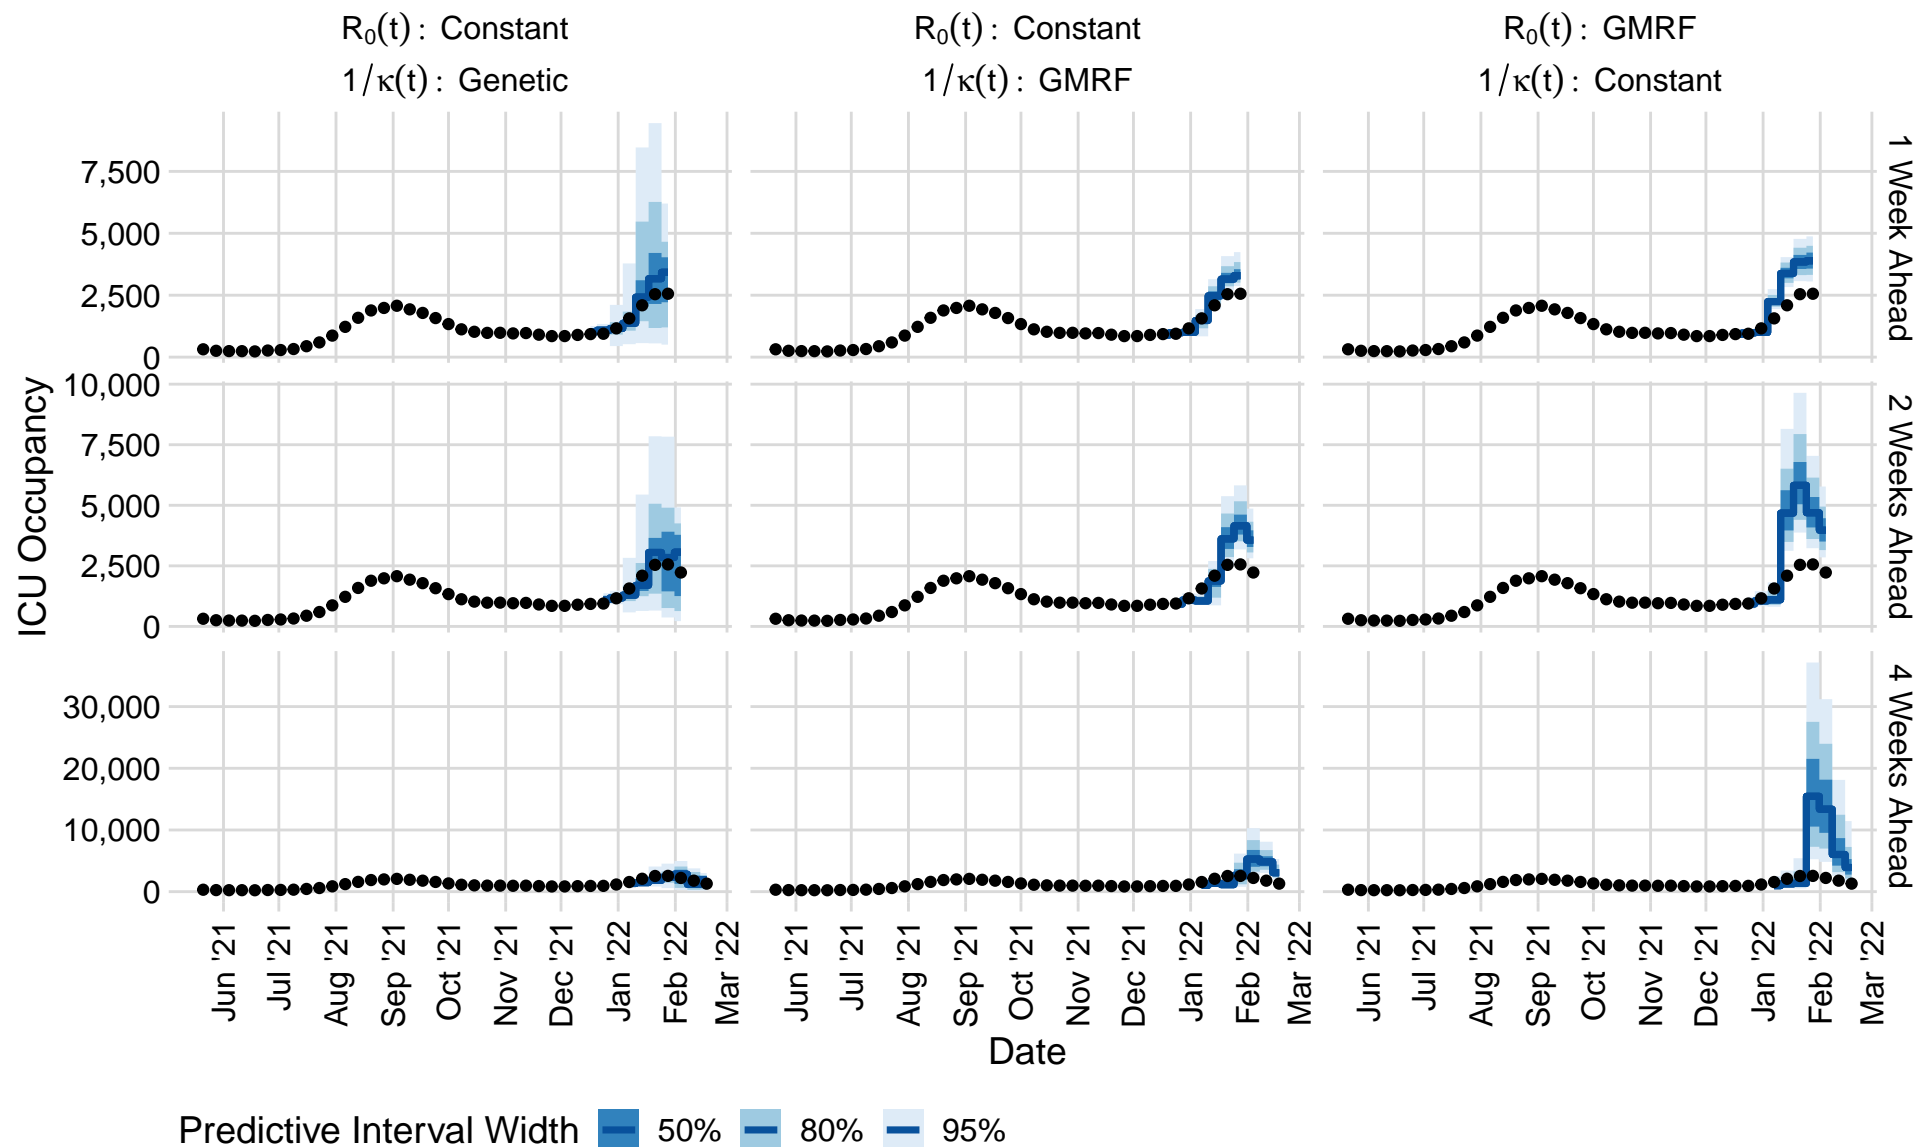 R₀(t): Constant
1/κ(t): Genetic
R₀(t): Constant
1/κ(t): GMRF
R₀(t): GMRF
1/κ(t): Constant
7,500
5,000
2,500
0
1 Week Ahead
10,000
7,500
5,000
2,500
0
2 Weeks Ahead
30,000
20,000
10,000
0
4 Weeks Ahead
ICU Occupancy
Jun '21
Jul '21
Aug '21
Sep '21
Oct '21
Nov '21
Dec '21
Jan '22
Feb '22
Mar '22
Jun '21
Jul '21
Aug '21
Sep '21
Oct '21
Nov '21
Dec '21
Jan '22
Feb '22
Mar '22
Jun '21
Jul '21
Aug '21
Sep '21
Oct '21
Nov '21
Dec '21
Jan '22
Feb '22
Mar '22
Date
Predictive Interval Width 50% 80% 95%